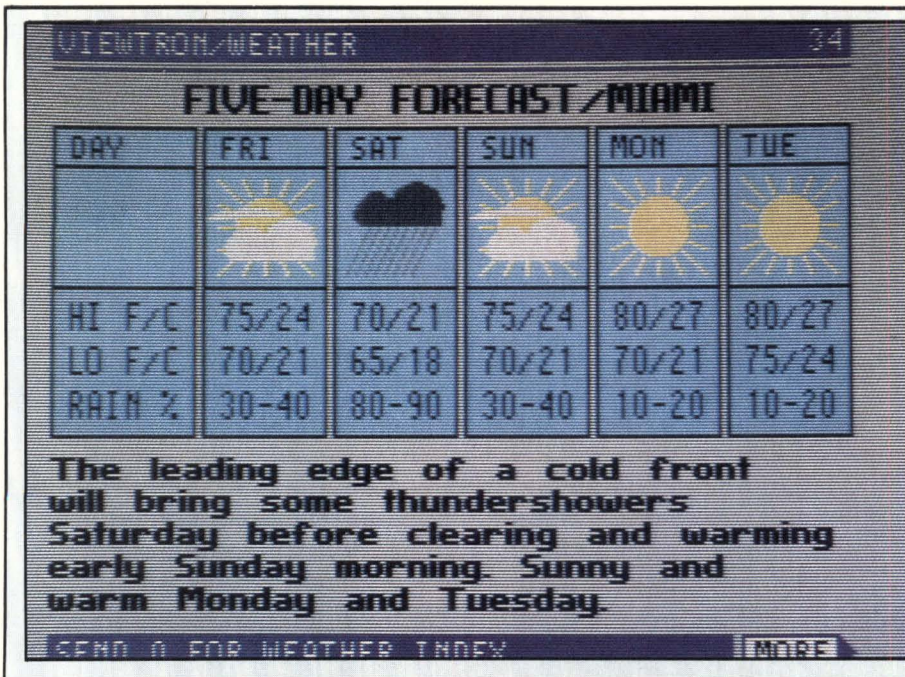 VIEWTRON/WEATHER 34
FIVE-DAY FORECAST/MIAMI
DAY FRI SAT SUN MON TUE
HI F/C 75/24 70/21 75/24 80/27 80/27
LO F/C 70/21 65/18 70/21 70/21 75/24
RAIN % 30-40 80-90 30-40 10-20 10-20
The leading edge of a cold front
will bring some thundershowers
Saturday before clearing and warming
early Sunday morning. Sunny and
warm Monday and Tuesday.
SEND 0 FOR WEATHER INDEX MORE